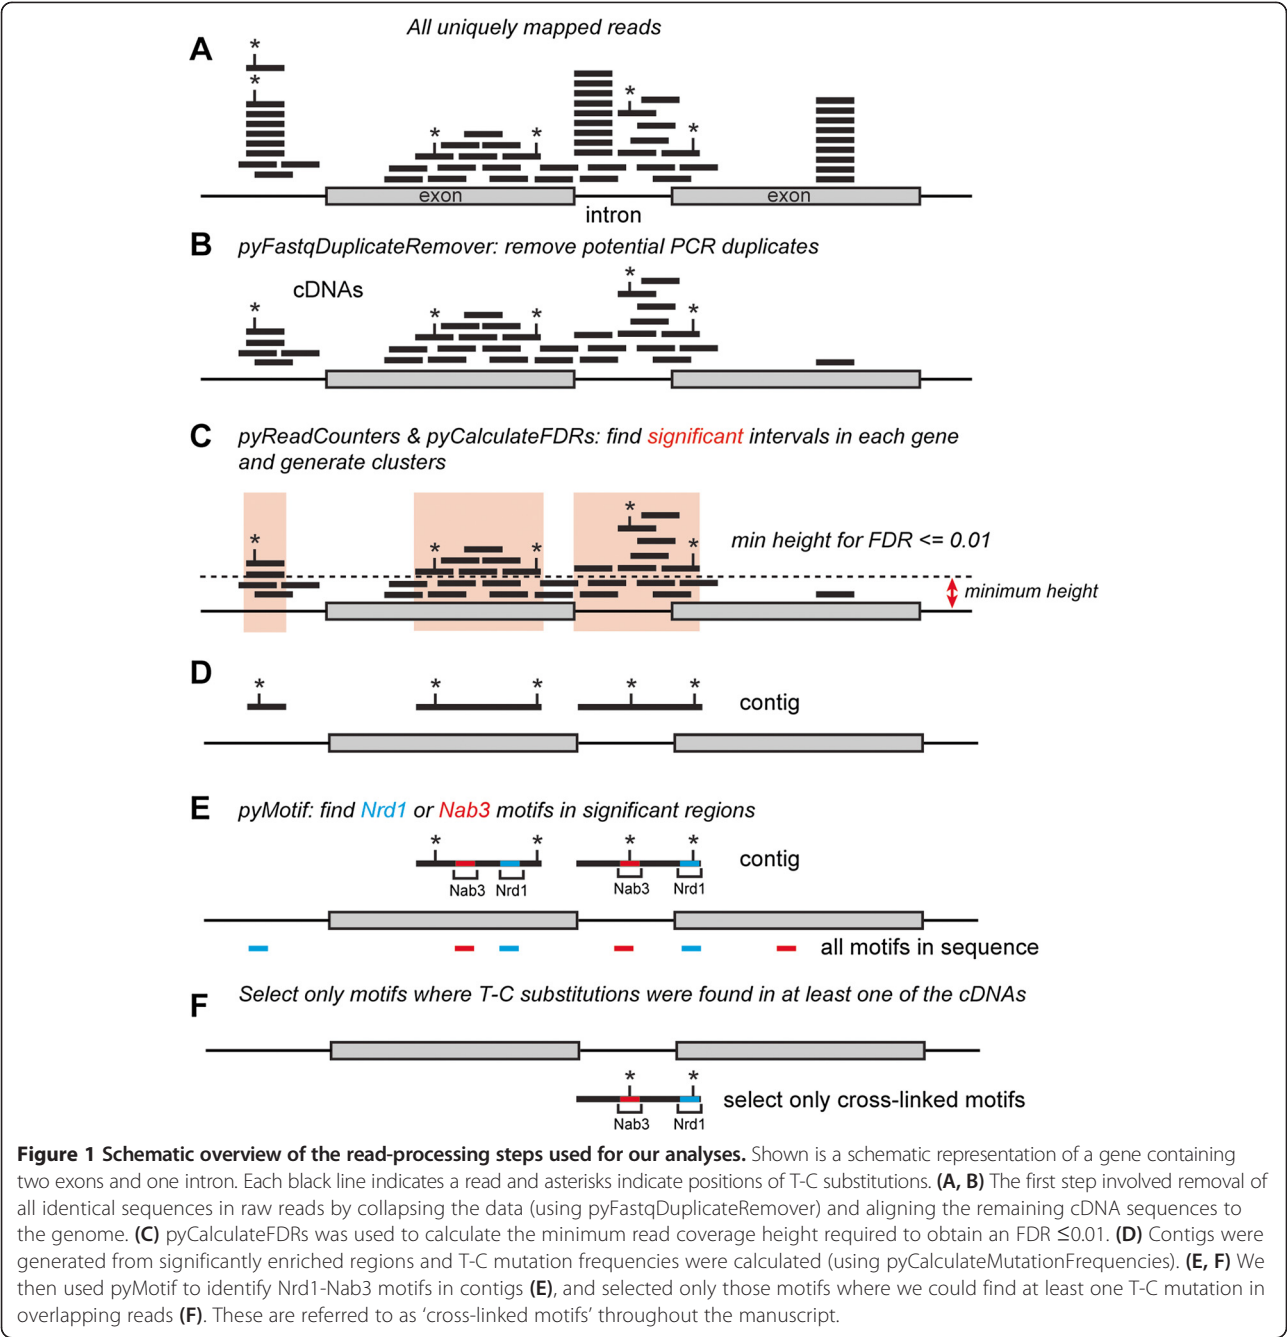 A
All uniquely mapped reads
* * * * * *
exon exon
intron
B pyFastqDuplicateRemover: remove potential PCR duplicates
cDNAs
* * * * *
C pyReadCounters & pyCalculateFDRs: find significant intervals in each gene
and generate clusters
* * * * *
min height for FDR <= 0.01
minimum height
D
* * * * *
contig
E pyMotif: find Nrd1 or Nab3 motifs in significant regions
* * * *
contig
Nab3 Nrd1 Nab3 Nrd1
all motifs in sequence
F Select only motifs where T-C substitutions were found in at least one of the cDNAs
* *
select only cross-linked motifs
Nab3 Nrd1
Figure 1 Schematic overview of the read-processing steps used for our analyses. Shown is a schematic representation of a gene containing
two exons and one intron. Each black line indicates a read and asterisks indicate positions of T-C substitutions. (A, B) The first step involved removal of
all identical sequences in raw reads by collapsing the data (using pyFastqDuplicateRemover) and aligning the remaining cDNA sequences to
the genome. (C) pyCalculateFDRs was used to calculate the minimum read coverage height required to obtain an FDR ≤0.01. (D) Contigs were
generated from significantly enriched regions and T-C mutation frequencies were calculated (using pyCalculateMutationFrequencies). (E, F) We
then used pyMotif to identify Nrd1-Nab3 motifs in contigs (E), and selected only those motifs where we could find at least one T-C mutation in
overlapping reads (F). These are referred to as ‘cross-linked motifs’ throughout the manuscript.